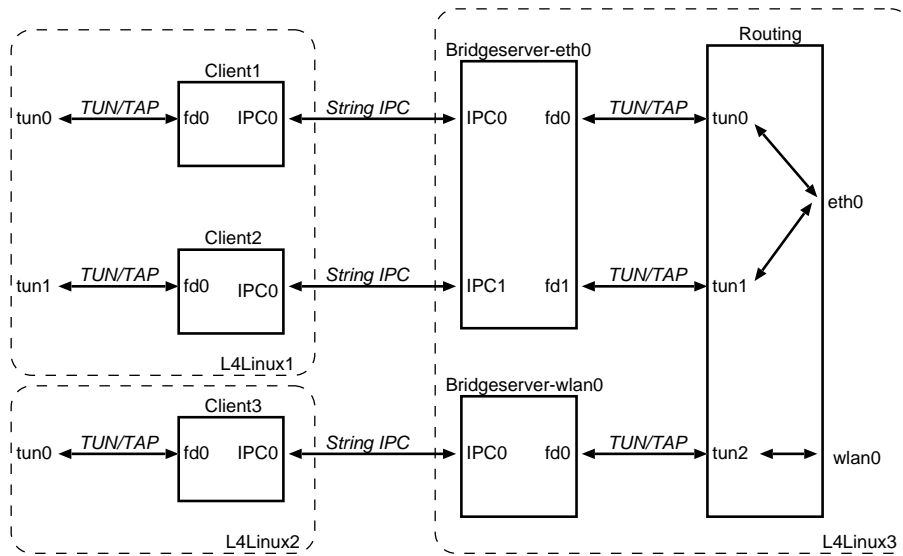 Routing
Bridgeserver-eth0
Client1
tun0 TUN/TAP fd0 IPC0 String IPC IPC0 fd0 TUN/TAP tun0
eth0
Client2
tun1 TUN/TAP fd0 IPC0 String IPC IPC1 fd1 TUN/TAP tun1
L4Linux1
Bridgeserver-wlan0
Client3
tun0 TUN/TAP fd0 IPC0 String IPC IPC0 fd0 TUN/TAP tun2 wlan0
L4Linux2
L4Linux3